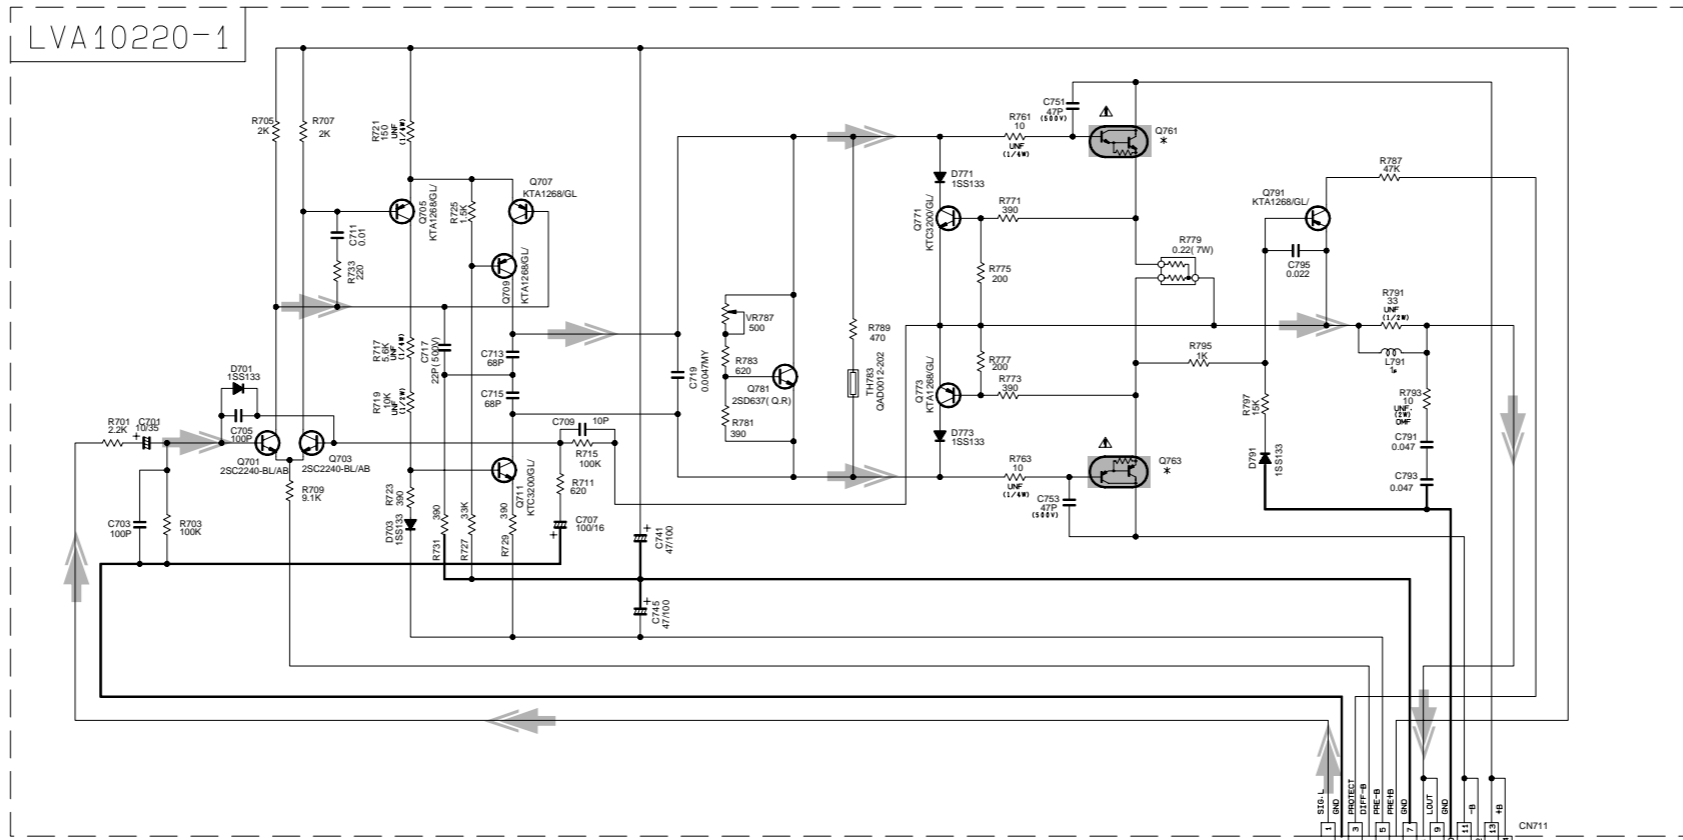 LVA10220-1
R705
2K
R707
2K
R721
150
UNF
(1/4W)
Q705
KTA1268/GL/
R725
1.5K
Q707
KTA1268/GL
Q709
KTA1268/GL/
C711
0.01
R733
220
R717
5.6K
UNF
(1/4W)
C717
22P(500V)
C713
68P
C715
68P
R719
10K
UNF
(1/2W)
D701
1SS133
C705
100P
R701
2.2K
C701
10/35
+
Q701
2SC2240-BL/AB
Q703
2SC2240-BL/AB
R709
9.1K
C703
100P
R703
100K
R723
390
D703
1SS133
390
R731
33K
R727
390
R729
Q711
KTC3200/GL/
C709
10P
R715
100K
R711
620
C707
100/16
+
C741
47/100
+
C745
47/100
+
C719
0.0047MY
VR787
500
R783
620
Q781
2SD637(Q.R)
R781
390
R789
470
TH783
QAD0012-202
D771
1SS133
Q771
KTC3200/GL/
R771
390
R775
200
R777
200
R773
390
Q773
KTA1268/GL/
D773
1SS133
R761
10
UNF
(1/4W)
C751
47P
(500V)
Q761
*
R763
10
UNF
(1/4W)
C753
47P
(500V)
Q763
*
R779
0.22(7W)
R795
1K
R797
15K
D791
1SS133
Q791
KTA1268/GL/
C795
0.022
R787
47K
R791
33
UNF
(1/2W)
L791
R793
10
UNF.
(2W)
OMF
C791
0.047
C793
0.047
SIG.L
GND
PROTECT
DIFF-B
PRE-B
PRE+B
GND
LOUT
GND
-B
+B
1
3
5
7
9
11
13
CN711